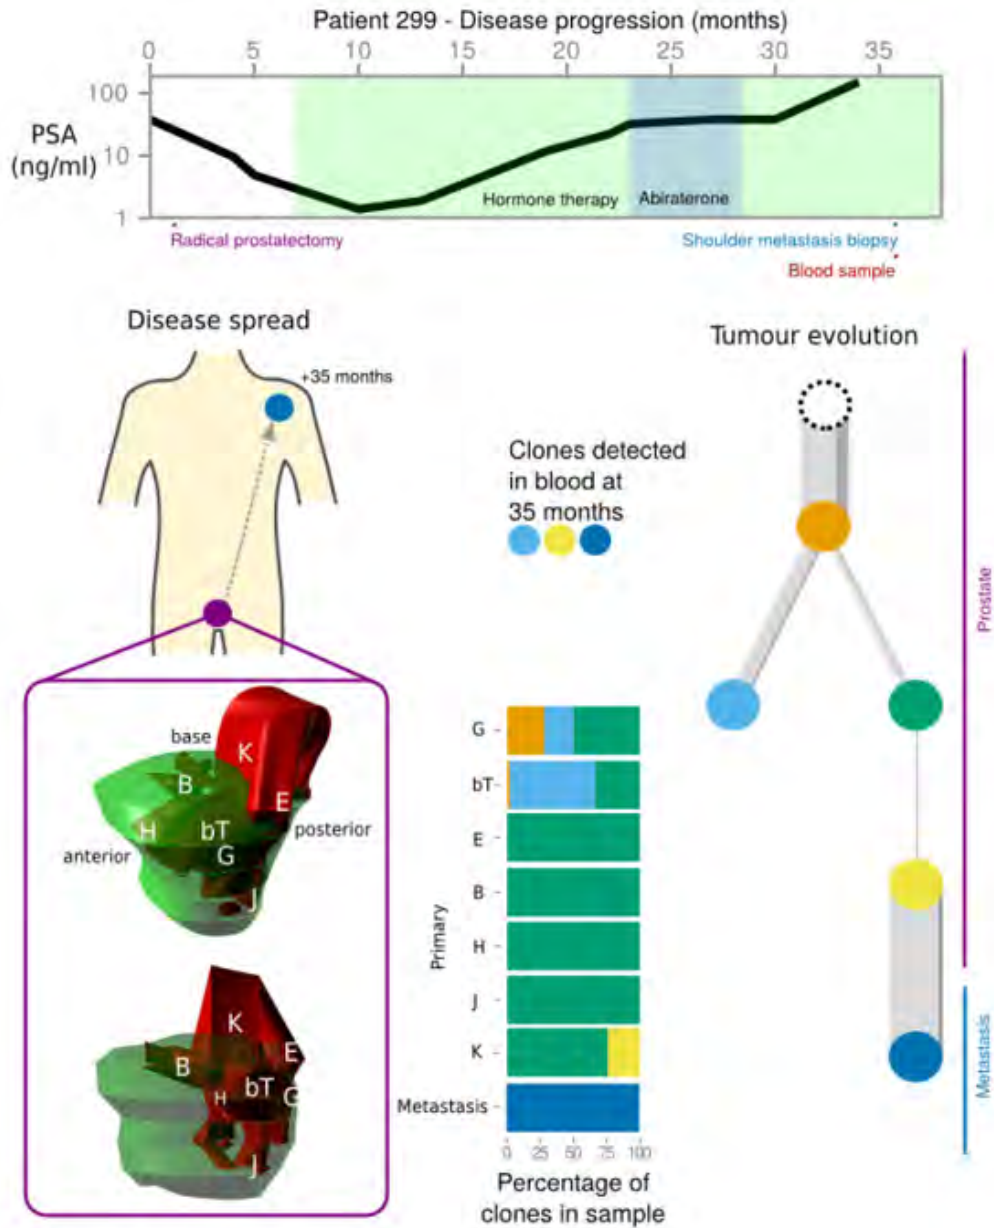 Patient 299 - Disease progression (months)
0 5 10 15 20 25 30 35
100
PSA
(ng/ml)
10
1
Hormone therapy
Abiraterone
Radical prostatectomy
Shoulder metastasis biopsy
Blood sample
Disease spread
+35 months
Tumour evolution
Clones detected
in blood at
35 months
Prostate
Metastasis
base
K
B
E
H
bT
posterior
anterior
G
J
K
B
E
H
bT
G
J
Primary
G
bT
E
B
H
J
K
Metastasis
0 25 50 75 100
Percentage of
clones in sample